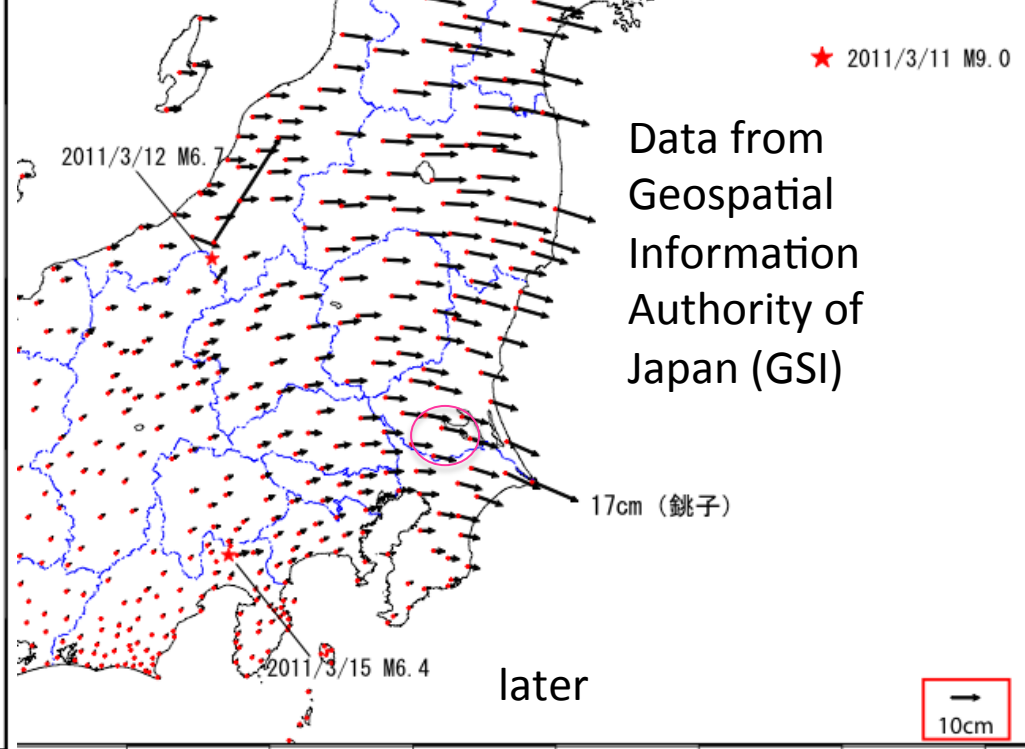 ★ 2011/3/11 M9.0
2011/3/12 M6.7
Data from
Geospatial
Information
Authority of
Japan (GSI)
17cm (銚子)
2011/3/15 M6.4
later
10cm